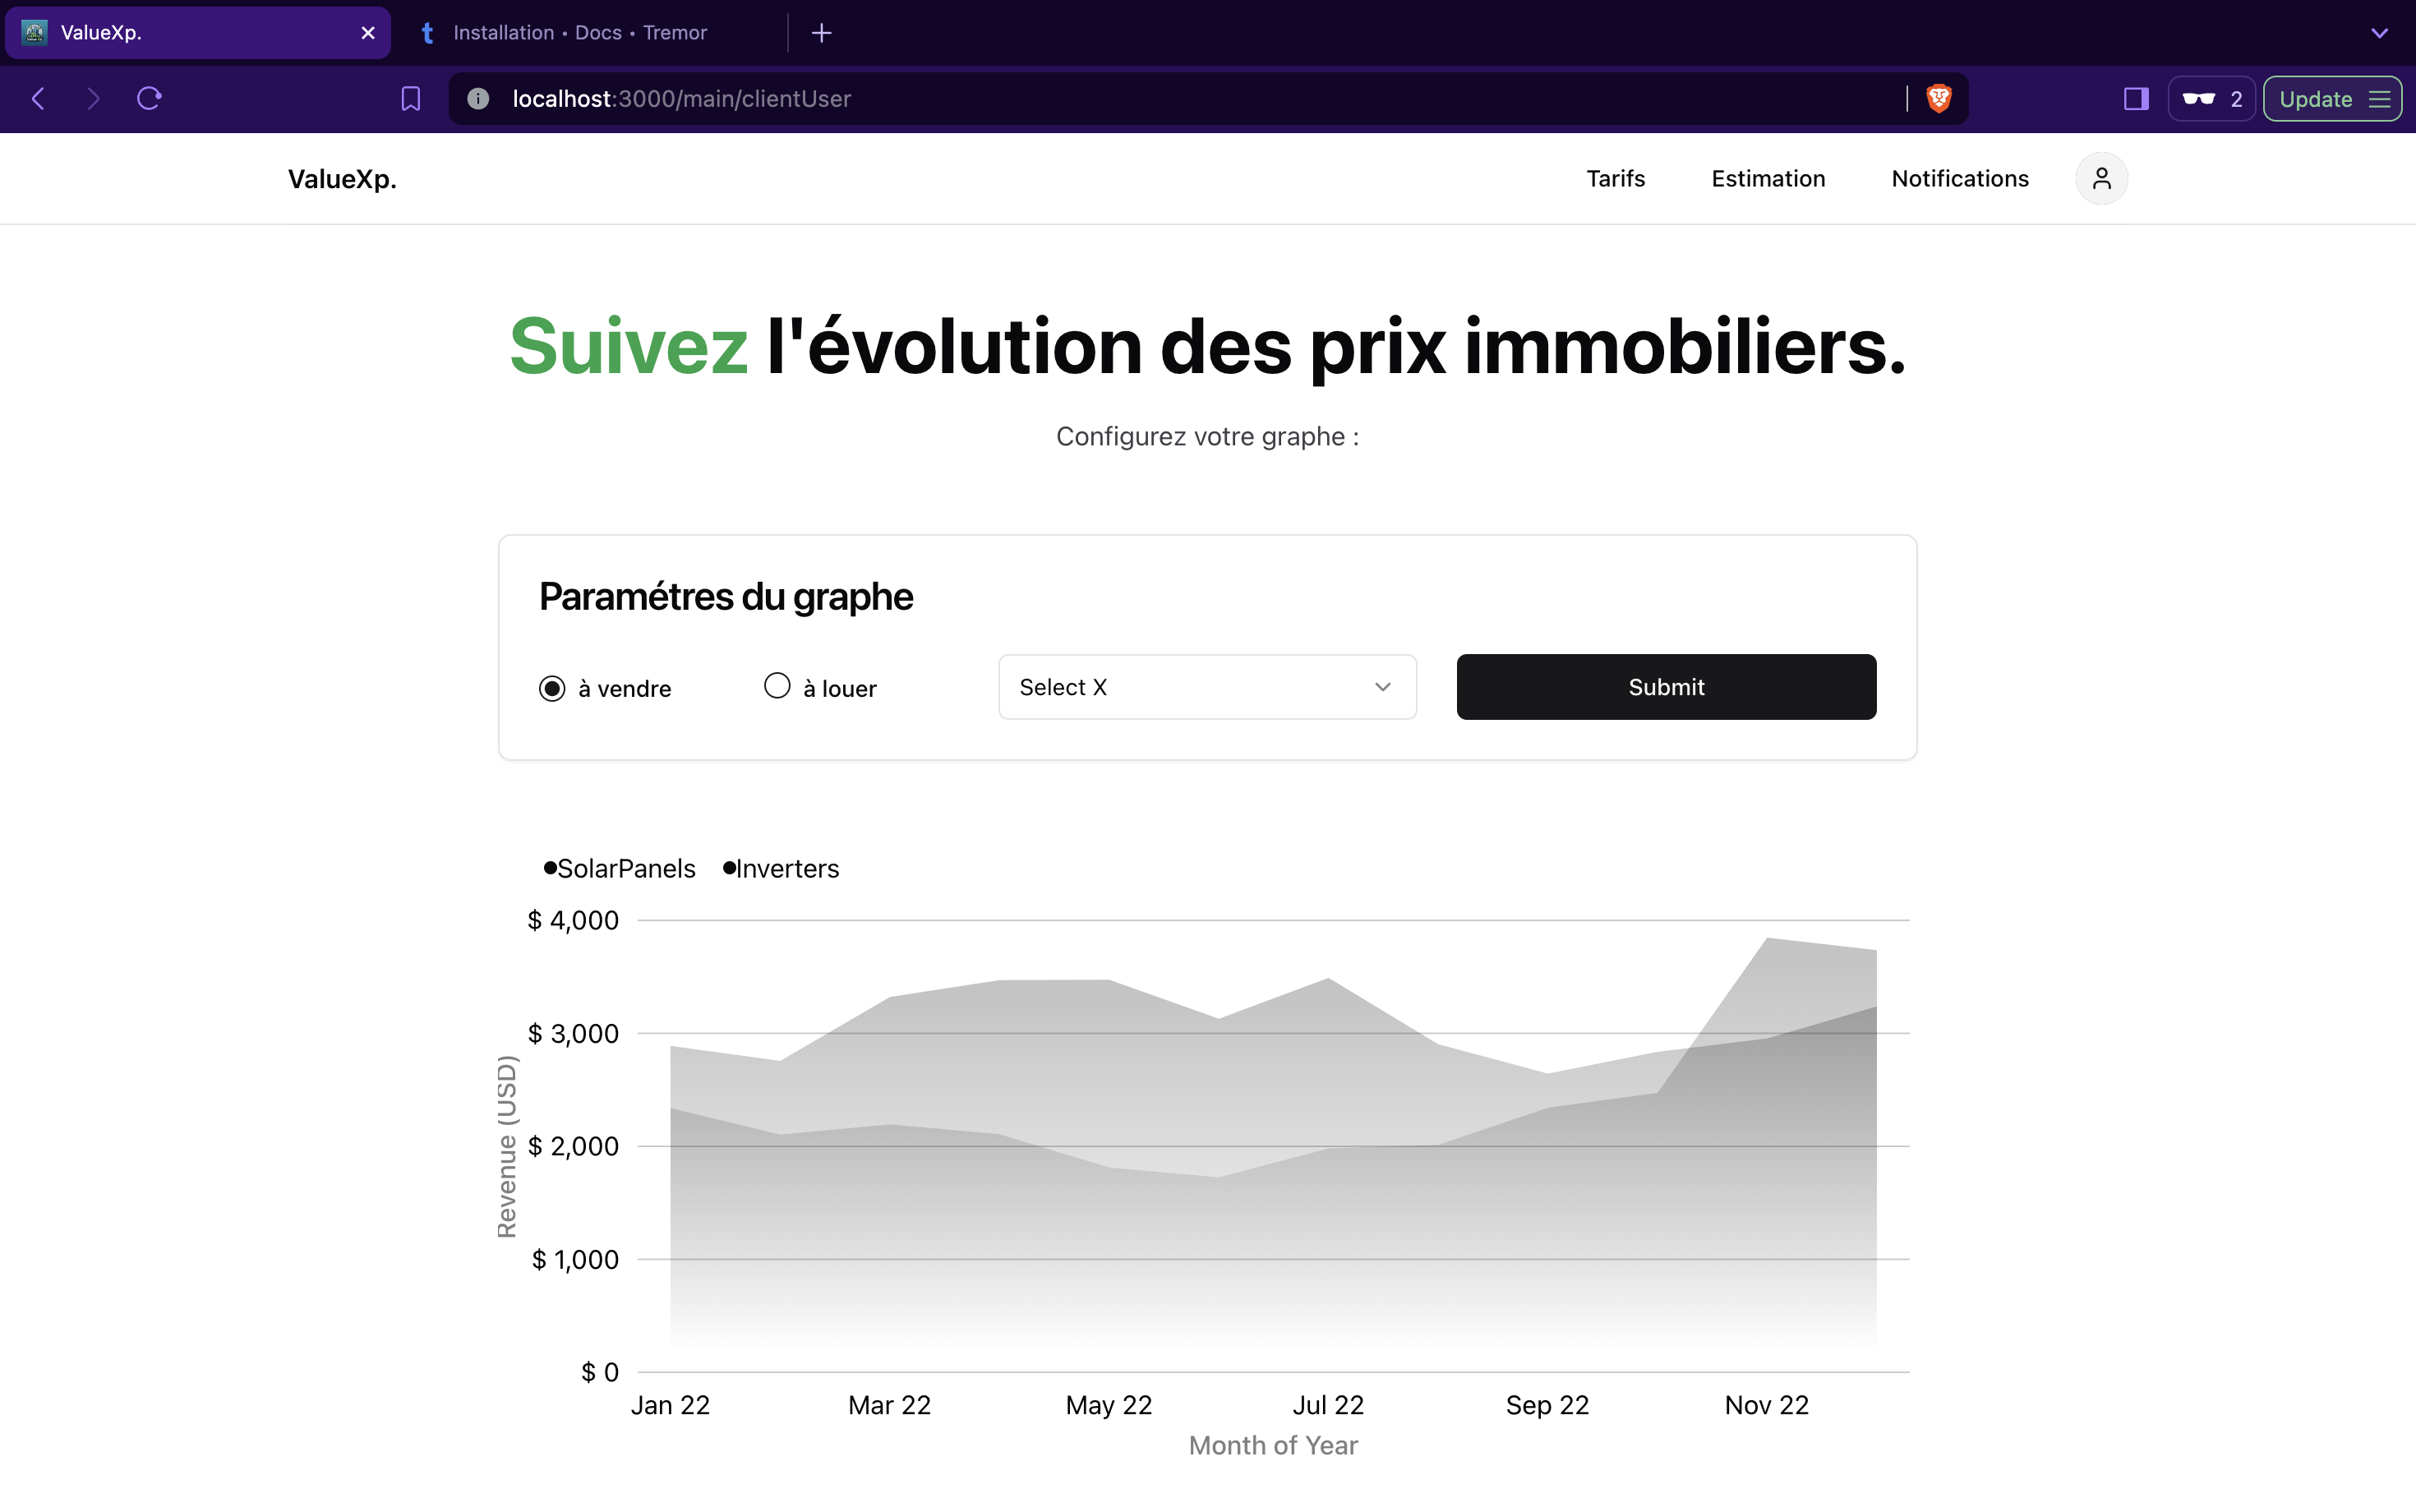 ValueXp.
Installation • Docs • Tremor
localhost:3000/main/clientUser
2
Update
ValueXp.
Tarifs
Estimation
Notifications
Suivez l'évolution des prix immobiliers.
Configurez votre graphe :
Paramétres du graphe
à vendre
à louer
Select X
Submit
SolarPanels
Inverters
$ 4,000
$ 3,000
$ 2,000
$ 1,000
$ 0
Revenue (USD)
Jan 22
Mar 22
May 22
Jul 22
Sep 22
Nov 22
Month of Year